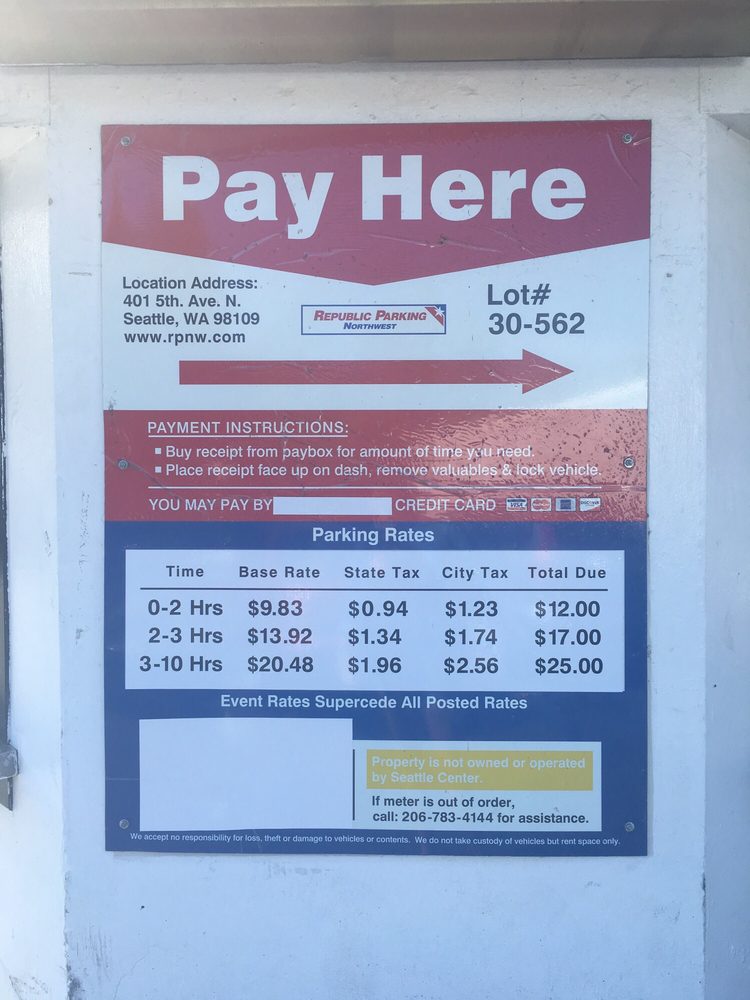 Pay Here
Location Address:
401 5th. Ave. N.
Seattle, WA 98109
www.rpnw.com
REPUBLIC PARKING
NORTHWEST
Lot#
30-562
PAYMENT INSTRUCTIONS:
▪ Buy receipt from paybox for amount of time you need.
▪ Place receipt face up on dash, remove valuables & lock vehicle.
YOU MAY PAY BY CREDIT CARD VISA DISCOVER
Parking Rates
Time Base Rate State Tax City Tax Total Due
0-2 Hrs $9.83 $0.94 $1.23 $12.00
2-3 Hrs $13.92 $1.34 $1.74 $17.00
3-10 Hrs $20.48 $1.96 $2.56 $25.00
Event Rates Supercede All Posted Rates
Property is not owned or operated
by Seattle Center.
If meter is out of order,
call: 206-783-4144 for assistance.
We accept no responsibility for loss, theft or damage to vehicles or contents. We do not take custody of vehicles but rent space only.